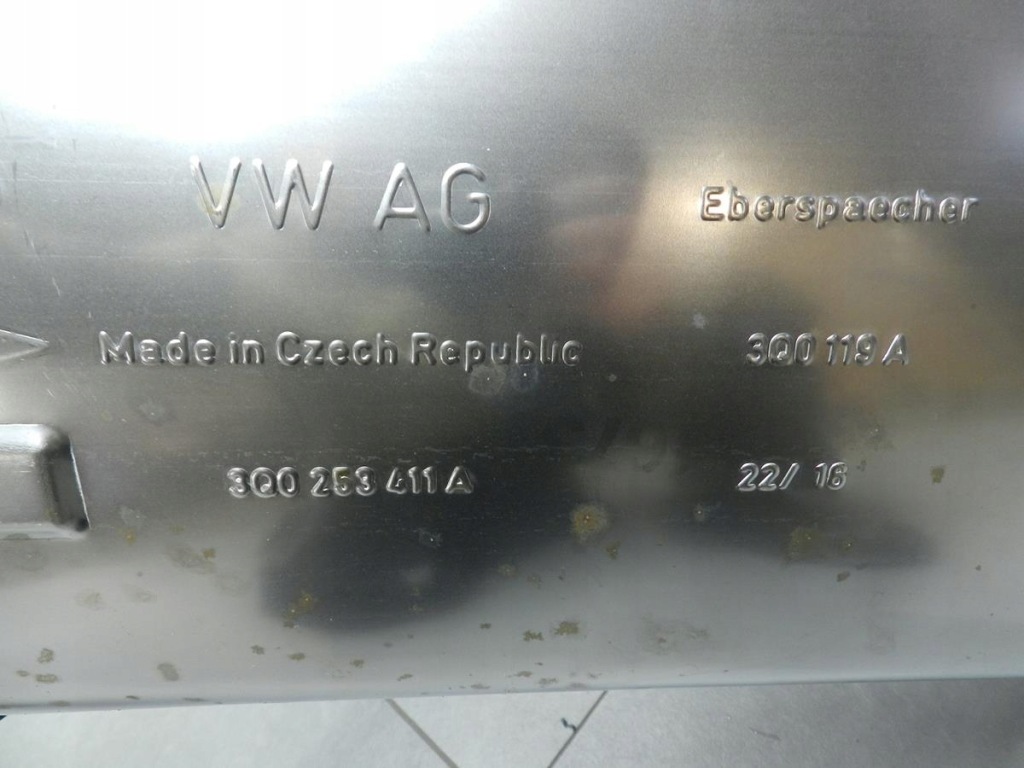 VW AG Eberspaecher
Made in Czech Republic 3Q0 119 A
3Q0 253 411 A 22/ 16